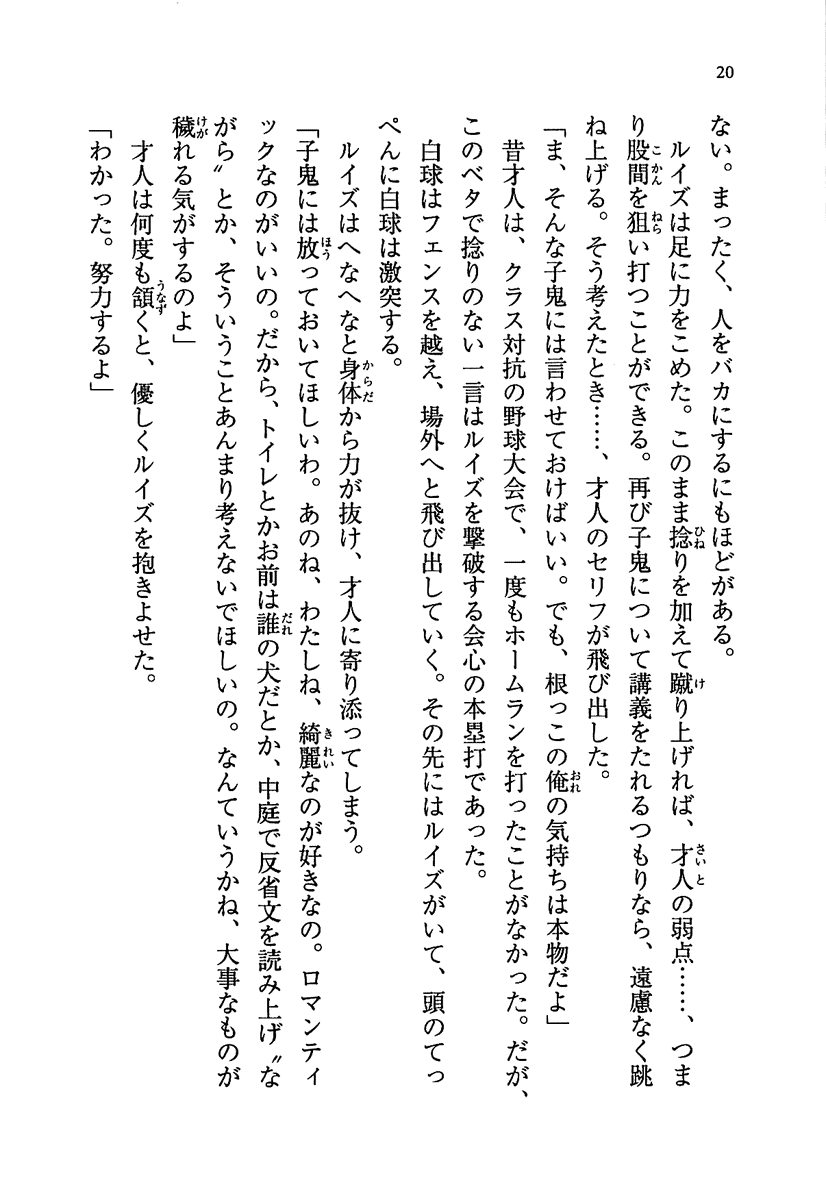 20
ない。まったく、人をバカにするにもほどがある。
　ルイズは足に力をこめた。このまま捻りを加えて蹴り上げれば、才人の弱点……、つま
り股間を狙い打つことができる。再び子鬼について講義をたれるつもりなら、遠慮なく跳
ね上げる。そう考えたとき……、才人のセリフが飛び出した。
「ま、そんな子鬼には言わせておけばいい。でも、根っこの俺の気持ちは本物だよ」
　昔才人は、クラス対抗の野球大会で、一度もホームランを打ったことがなかった。だが、
このベタで捻りのない一言はルイズを撃破する会心の本塁打であった。
　白球はフェンスを越え、場外へと飛び出していく。その先にはルイズがいて、頭のてっ
ぺんに白球は激突する。
　ルイズはへなへなと身体から力が抜け、才人に寄り添ってしまう。
「子鬼には放っておいてほしいわ。あのね、わたしね、綺麗なのが好きなの。ロマンティ
ックなのがいいの。だから、トイレとかお前は誰の犬だとか、中庭で反省文を読み上げ〝な
がら〟とか、そういうことあんまり考えないでほしいの。なんていうかね、大事なものが
穢れる気がするのよ」
　才人は何度も頷くと、優しくルイズを抱きよせた。
「わかった。努力するよ」